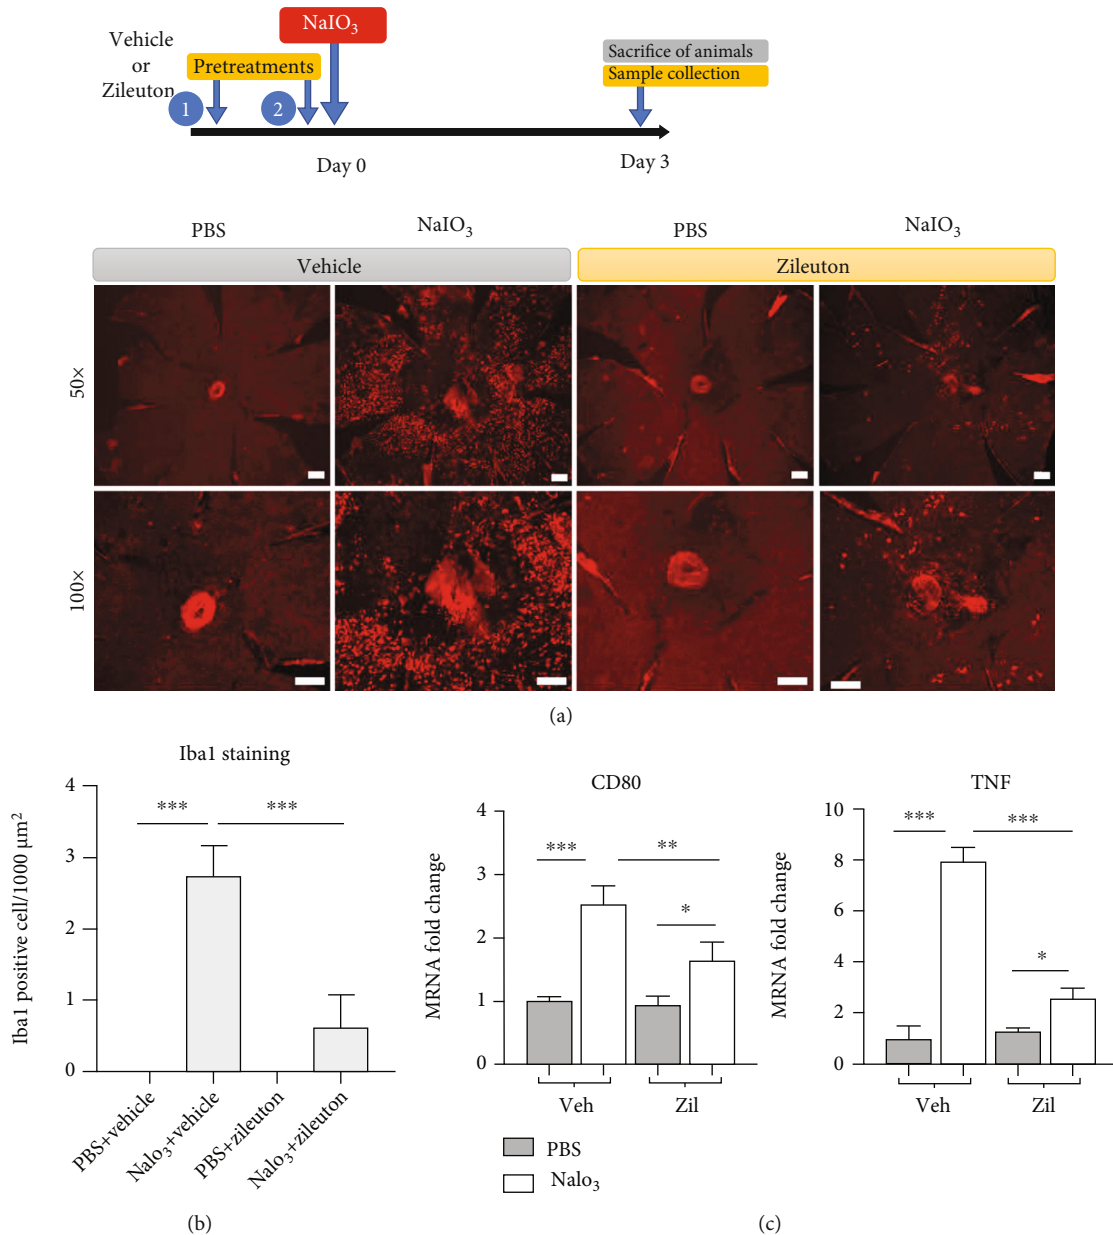 Vehicle
or
Zileuton
NaIO₃
Pretreatments
1
2
Sacrifice of animals
Sample collection
Day 0
Day 3
PBS
NaIO₃
PBS
NaIO₃
Vehicle
Zileuton
50×
100×
(a)
Iba1 staining
Iba1 positive cell/1000 µm²
4
3
2
1
0
***
***
PBS+vehicle
Nalo₃+vehicle
PBS+zileuton
Nalo₃+zileuton
(b)
CD80
MRNA fold change
4
3
2
1
0
***
**
*
Veh
Zil
TNF
MRNA fold change
10
8
6
4
2
0
***
***
*
Veh
Zil
PBS
Nalo₃
(c)